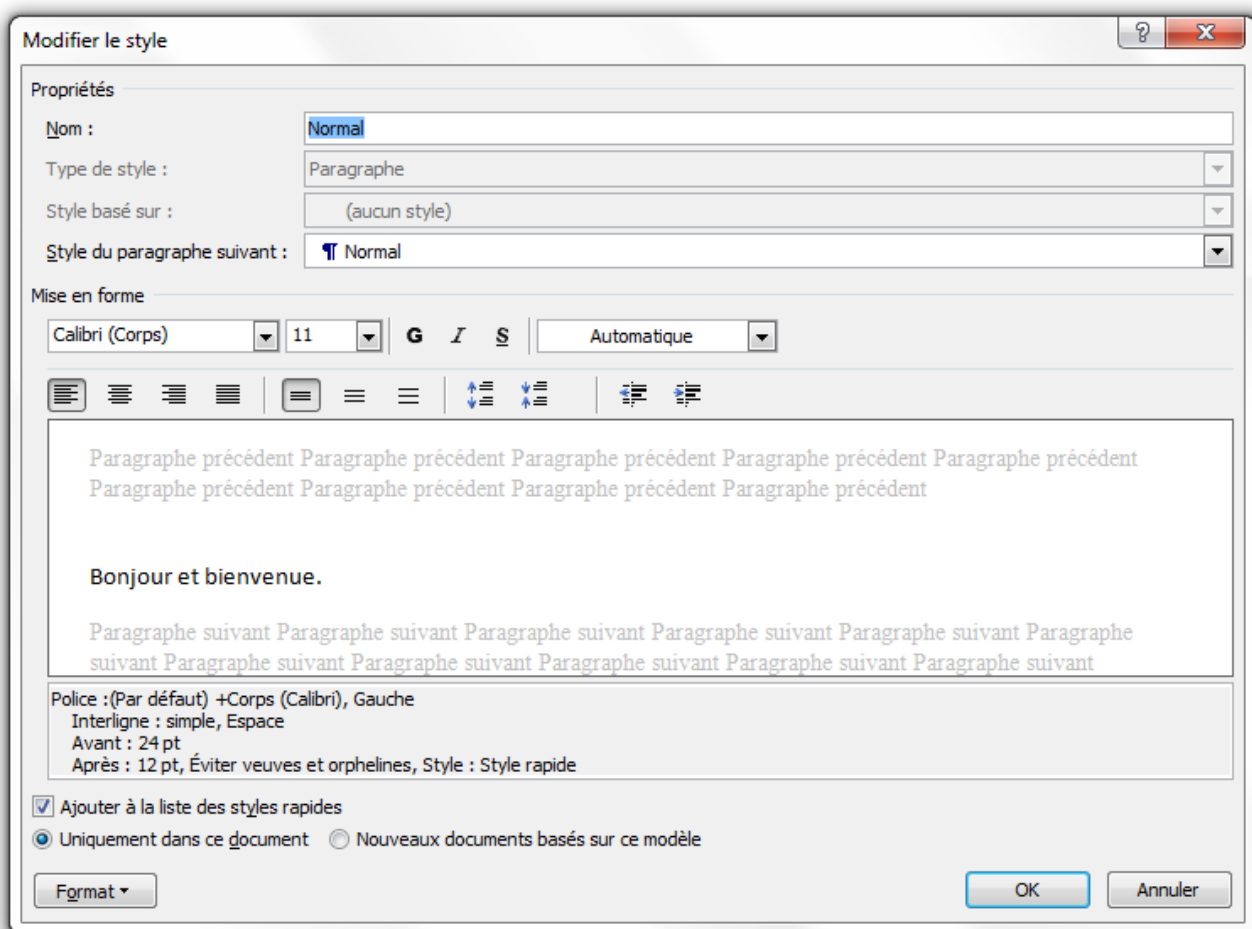 Modifier le style
Propriétés
Nom :
Normal
Type de style :
Paragraphe
Style basé sur :
(aucun style)
Style du paragraphe suivant :
¶ Normal
Mise en forme
Calibri (Corps)
11
G I S
Automatique
Paragraphe précédent Paragraphe précédent Paragraphe précédent Paragraphe précédent Paragraphe précédent
Paragraphe précédent Paragraphe précédent Paragraphe précédent Paragraphe précédent
Bonjour et bienvenue.
Paragraphe suivant Paragraphe suivant Paragraphe suivant Paragraphe suivant Paragraphe suivant Paragraphe
suivant Paragraphe suivant Paragraphe suivant Paragraphe suivant Paragraphe suivant Paragraphe suivant
Police :(Par défaut) +Corps (Calibri), Gauche
Interligne : simple, Espace
Avant : 24 pt
Après : 12 pt, Éviter veuves et orphelines, Style : Style rapide
Ajouter à la liste des styles rapides
Uniquement dans ce document
Nouveaux documents basés sur ce modèle
Format
OK
Annuler